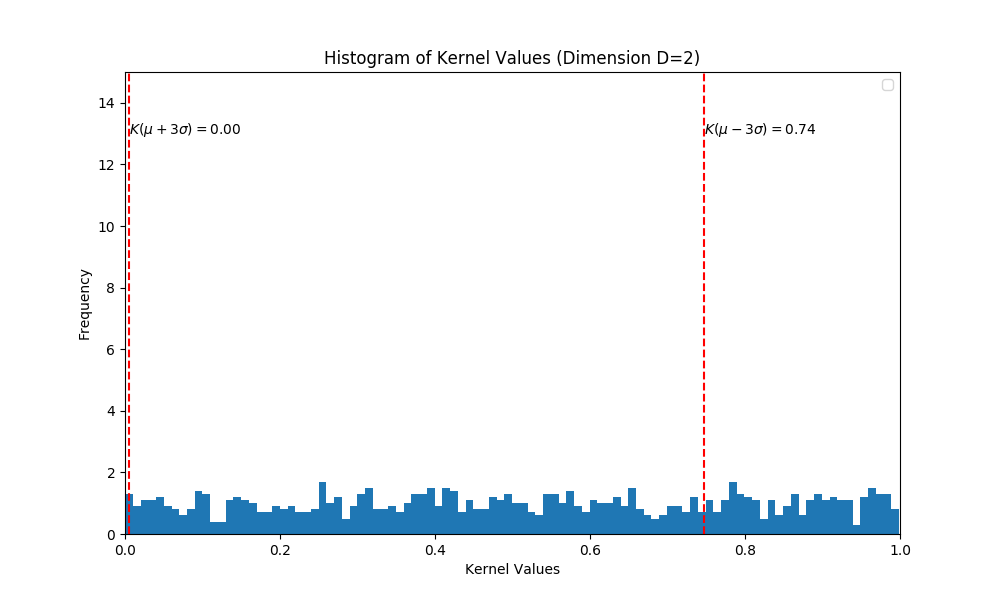 Histogram of Kernel Values (Dimension D=2)
14
12
10
8
6
4
2
0
Frequency
K(μ + 3σ) = 0.00
K(μ − 3σ) = 0.74
0.0 0.2 0.4 0.6 0.8 1.0
Kernel Values